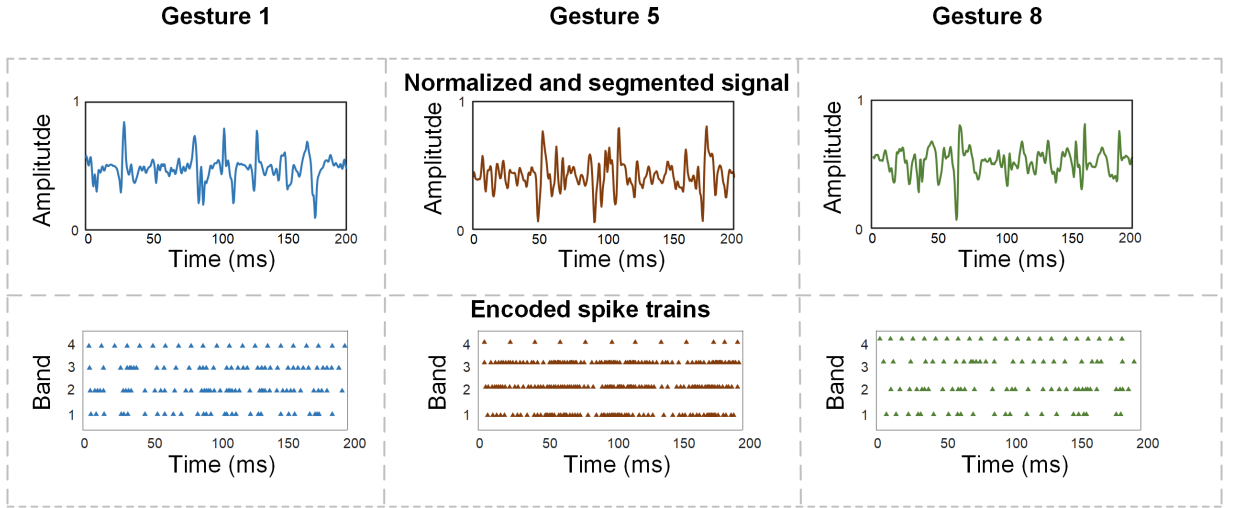 Gesture 1
Gesture 5
Gesture 8
Normalized and segmented signal
1
Amplitutde
0
0 50 100 150 200
Time (ms)
1
Amplitutde
0
0 50 100 150 200
Time (ms)
1
Amplitutde
0
0 50 100 150 200
Time (ms)
Encoded spike trains
4
3
Band
2
1
0 50 100 150 200
Time (ms)
4
3
Band
2
1
0 50 100 150 200
Time (ms)
4
3
Band
2
1
0 50 100 150 200
Time (ms)